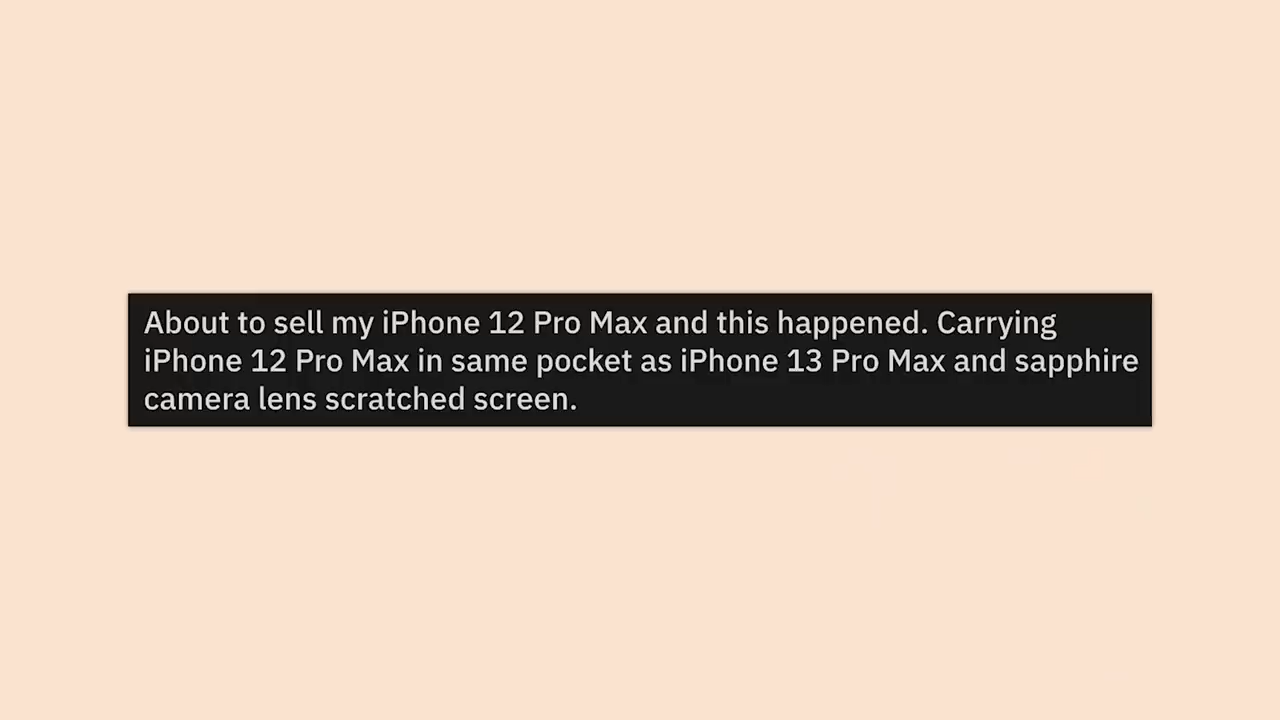 About to sell my iPhone 12 Pro Max and this happened. Carrying
iPhone 12 Pro Max in same pocket as iPhone 13 Pro Max and sapphire
camera lens scratched screen.